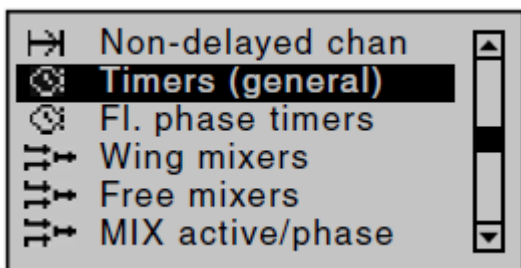 Non-delayed chan
Timers (general)
Fl. phase timers
Wing mixers
Free mixers
MIX active/phase